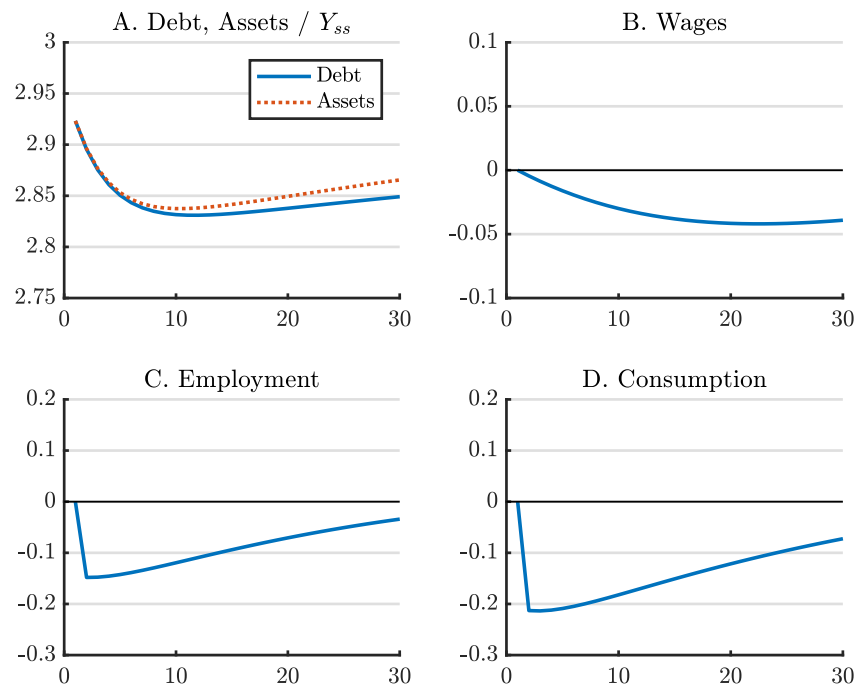 A. Debt, Assets / Yss
3
2.95
2.9
2.85
2.8
2.75
0 10 20 30
Debt
Assets
B. Wages
0.1
0.05
0
-0.05
-0.1
0 10 20 30
C. Employment
0.2
0.1
0
-0.1
-0.2
-0.3
0 10 20 30
D. Consumption
0.2
0.1
0
-0.1
-0.2
-0.3
0 10 20 30